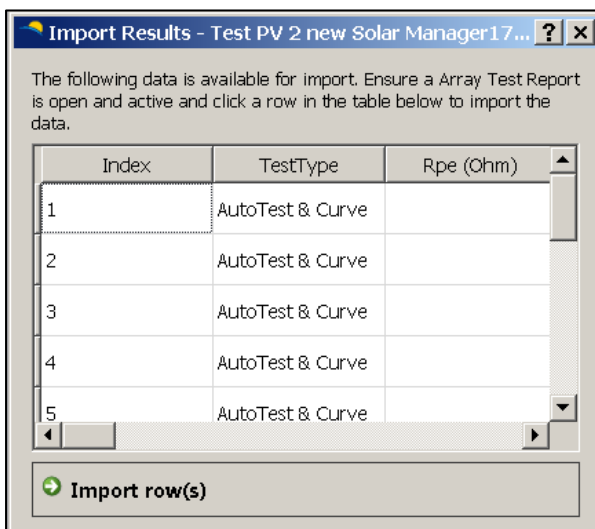 Import Results - Test PV 2 new Solar Manager17... ? ×
The following data is available for import. Ensure a Array Test Report
is open and active and click a row in the table below to import the
data.
Index TestType Rpe (Ohm)
1 AutoTest & Curve
2 AutoTest & Curve
3 AutoTest & Curve
4 AutoTest & Curve
5 AutoTest & Curve
Import row(s)